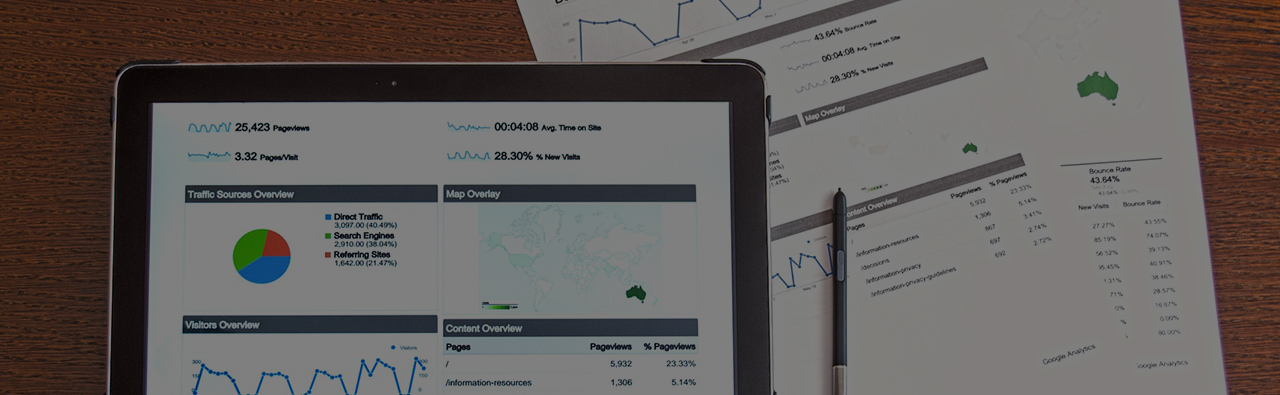 25,423 Pageviews
00:04:08 Avg. Time on Site
3.32 Pages/Visit
28.30% % New Visits
Traffic Sources Overview
Direct Traffic
3,097.00 (40.49%)
Search Engines
2,910.00 (38.04%)
Referring Sites
1,642.00 (21.47%)
Map Overlay
Visitors Overview
Visitors
300
150
Content Overview
Pages Pageviews % Pageviews
/ 5,932 23.33%
/information-resources 1,306 5.14%
43.64% Bounce Rate
00:04:08 Avg. Time on Site
28.30% % New Visits
Map Overlay
Content Overview
Pages Pageviews % Pageviews
/ 5,932 23.33%
/information-resources 1,306 5.14%
/decisions 867 3.41%
/information-privacy 697 2.74%
/information-privacy-guidelines 692 2.72%
Bounce Rate
43.64%
New Visits Bounce Rate
27.27% 43.55%
85.19% 74.07%
56.52% 39.13%
95.45% 40.91%
1.31% 38.46%
71% 28.57%
0% 16.67%
% 0.00%
60.00%
Google Analytics
Google Analytics